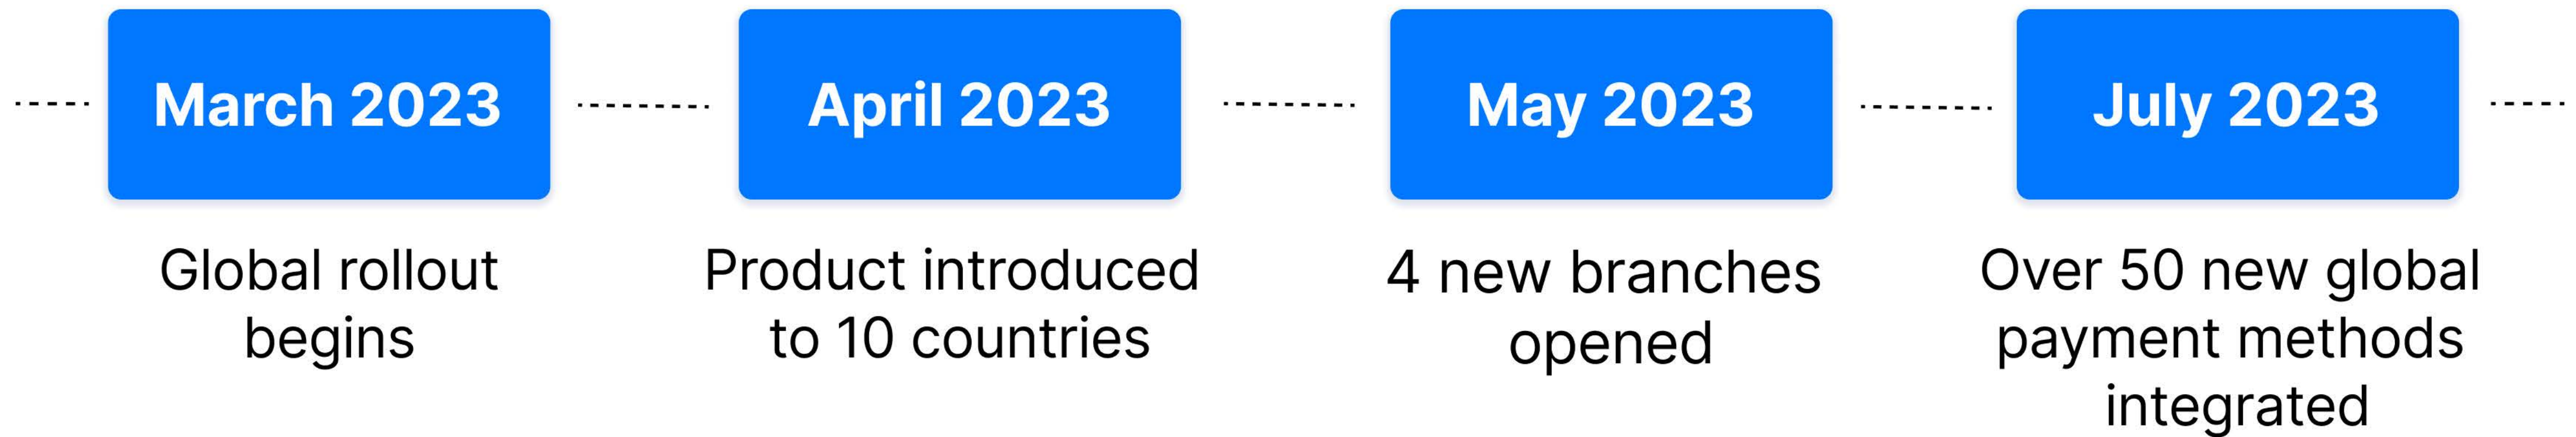 March 2023
Global rollout
begins
April 2023
Product introduced
to 10 countries
May 2023
4 new branches
opened
July 2023
Over 50 new global
payment methods
integrated